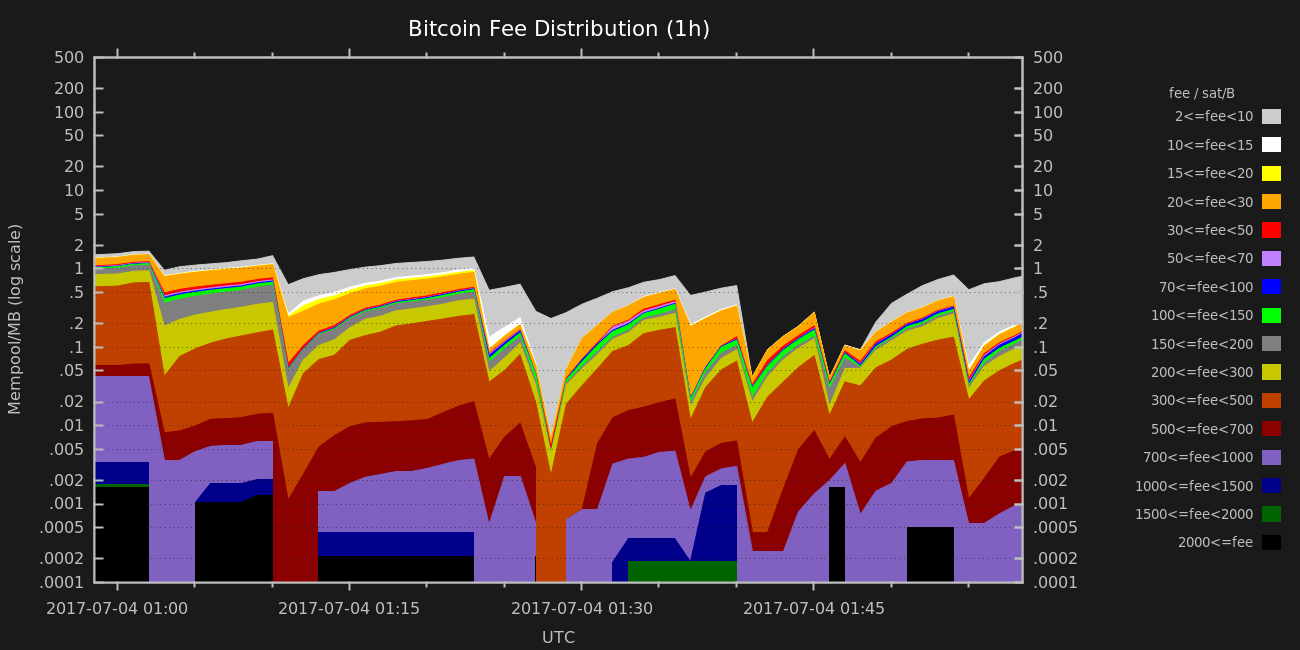 Bitcoin Fee Distribution (1h)
Mempool/MB (log scale)
500 500
200 200
100 100
50 50
20 20
10 10
5 5
2 2
1 1
.5 .5
.2 .2
.1 .1
.05 .05
.02 .02
.01 .01
.005 .005
.002 .002
.001 .001
.0005 .0005
.0002 .0002
.0001 .0001
2017-07-04 01:00 2017-07-04 01:15 2017-07-04 01:30 2017-07-04 01:45
UTC
fee / sat/B
2<=fee<10
10<=fee<15
15<=fee<20
20<=fee<30
30<=fee<50
50<=fee<70
70<=fee<100
100<=fee<150
150<=fee<200
200<=fee<300
300<=fee<500
500<=fee<700
700<=fee<1000
1000<=fee<1500
1500<=fee<2000
2000<=fee